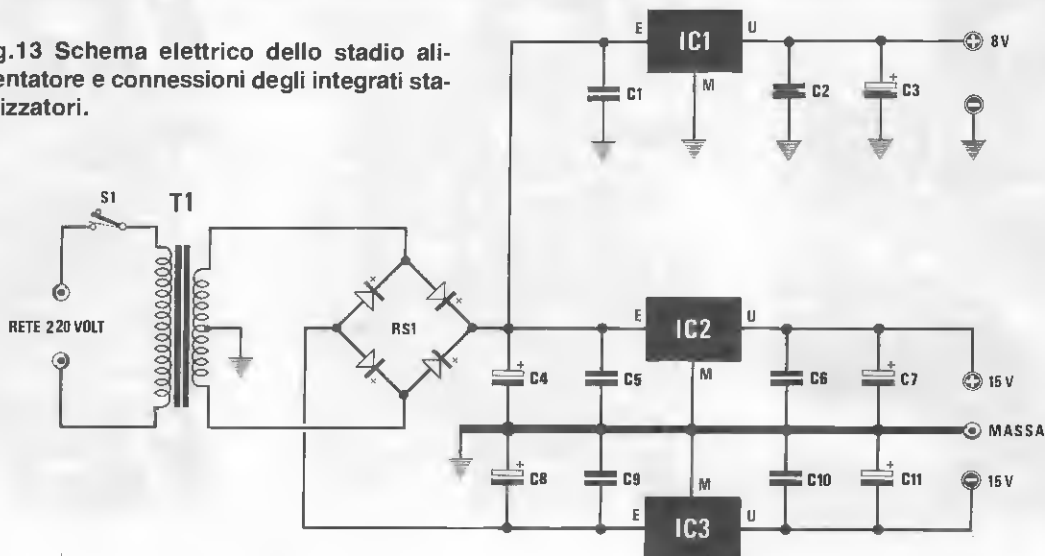 g.13 Schema elettrico dello stadio ali-
entatore e connessioni degli integrati sta-
izzatori.
E IC1 U
M
C1
C2
C3
+
8V
S1
T1
RETE 220 VOLT
RS1
E IC2 U
M
C4
+
C5
C6
C7
+
15 V
MASSA
C8
+
C9
C10
C11
+
15 V
M
E IC3 U